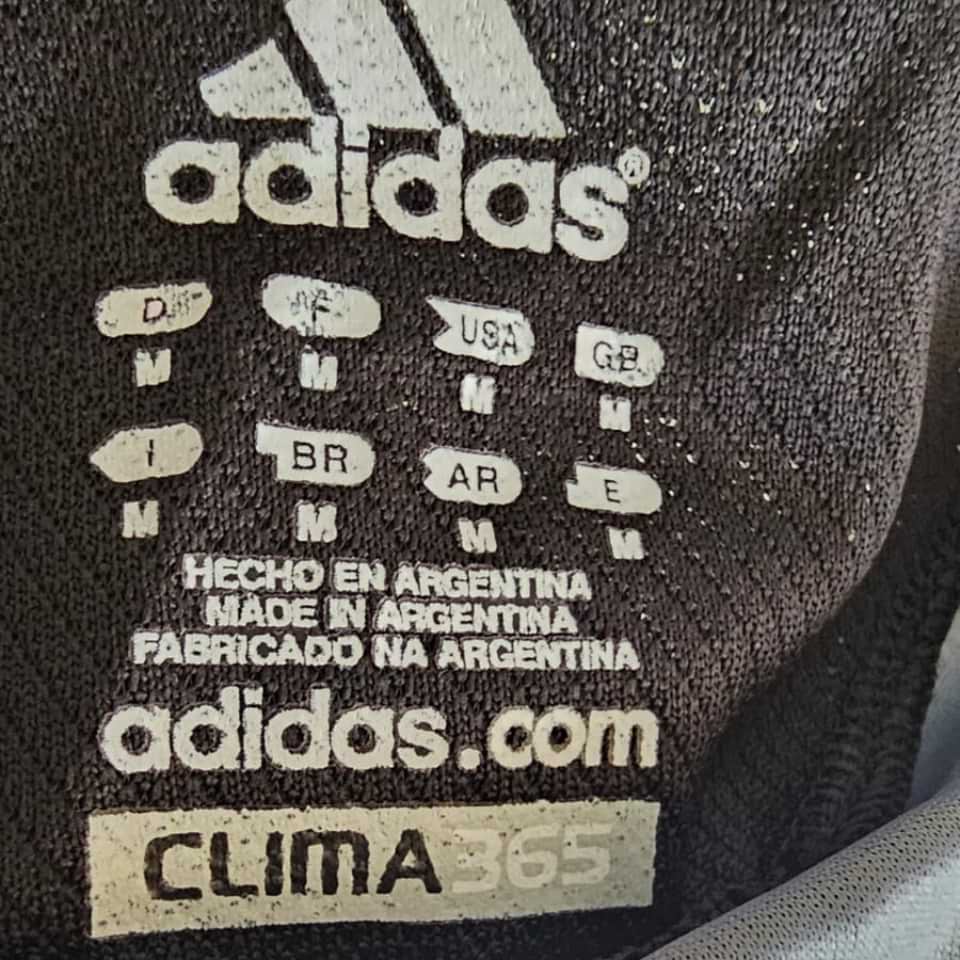 adidas®
D F USA GB
M M M M
I BR AR E
M M M M
HECHO EN ARGENTINA
MADE IN ARGENTINA
FABRICADO NA ARGENTINA
adidas.com
CLIMA365